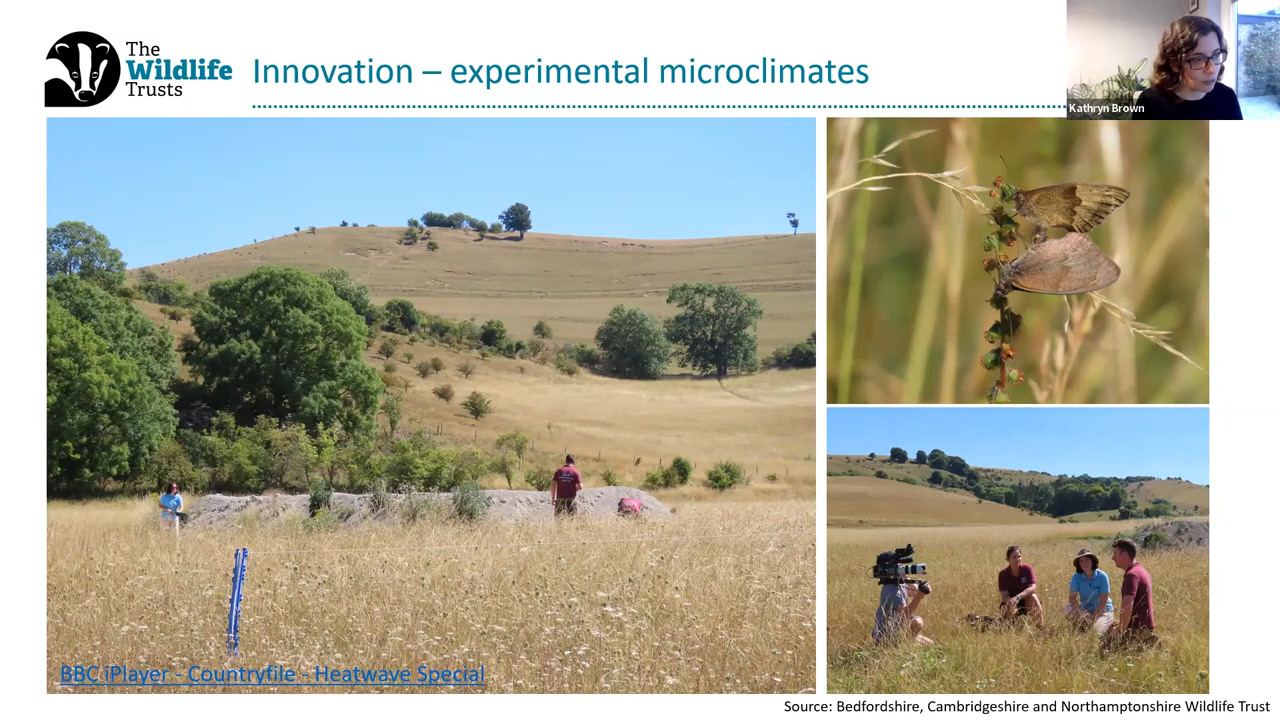 The
Wildlife
Trusts
Innovation – experimental microclimates
Kathryn Brown
BBC iPlayer - Countryfile - Heatwave Special
Source: Bedfordshire, Cambridgeshire and Northamptonshire Wildlife Trust